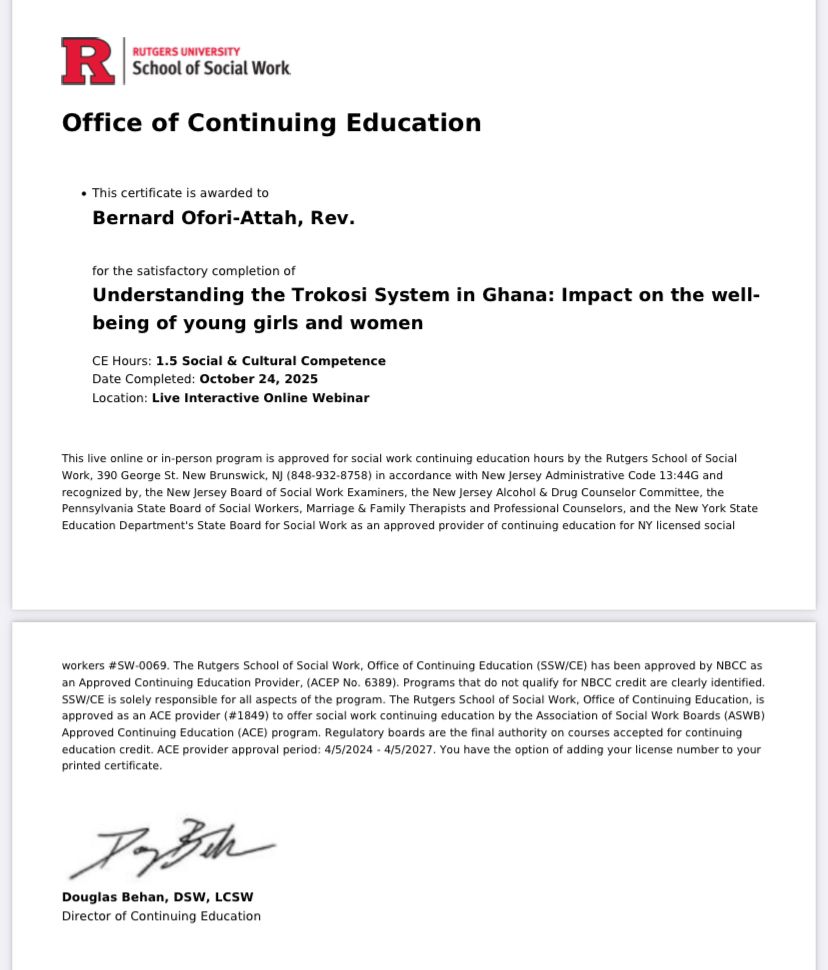 R
RUTGERS UNIVERSITY
School of Social Work
Office of Continuing Education
• This certificate is awarded to
Bernard Ofori-Attah, Rev.
for the satisfactory completion of
Understanding the Trokosi System in Ghana: Impact on the well-
being of young girls and women
CE Hours: 1.5 Social & Cultural Competence
Date Completed: October 24, 2025
Location: Live Interactive Online Webinar
This live online or in-person program is approved for social work continuing education hours by the Rutgers School of Social
Work, 390 George St. New Brunswick, NJ (848-932-8758) in accordance with New Jersey Administrative Code 13:44G and
recognized by, the New Jersey Board of Social Work Examiners, the New Jersey Alcohol & Drug Counselor Committee, the
Pennsylvania State Board of Social Workers, Marriage & Family Therapists and Professional Counselors, and the New York State
Education Department's State Board for Social Work as an approved provider of continuing education for NY licensed social
workers #SW-0069. The Rutgers School of Social Work, Office of Continuing Education (SSW/CE) has been approved by NBCC as
an Approved Continuing Education Provider, (ACEP No. 6389). Programs that do not qualify for NBCC credit are clearly identified.
SSW/CE is solely responsible for all aspects of the program. The Rutgers School of Social Work, Office of Continuing Education, is
approved as an ACE provider (#1849) to offer social work continuing education by the Association of Social Work Boards (ASWB)
Approved Continuing Education (ACE) program. Regulatory boards are the final authority on courses accepted for continuing
education credit. ACE provider approval period: 4/5/2024 - 4/5/2027. You have the option of adding your license number to your
printed certificate.
Douglas Behan, DSW, LCSW
Director of Continuing Education